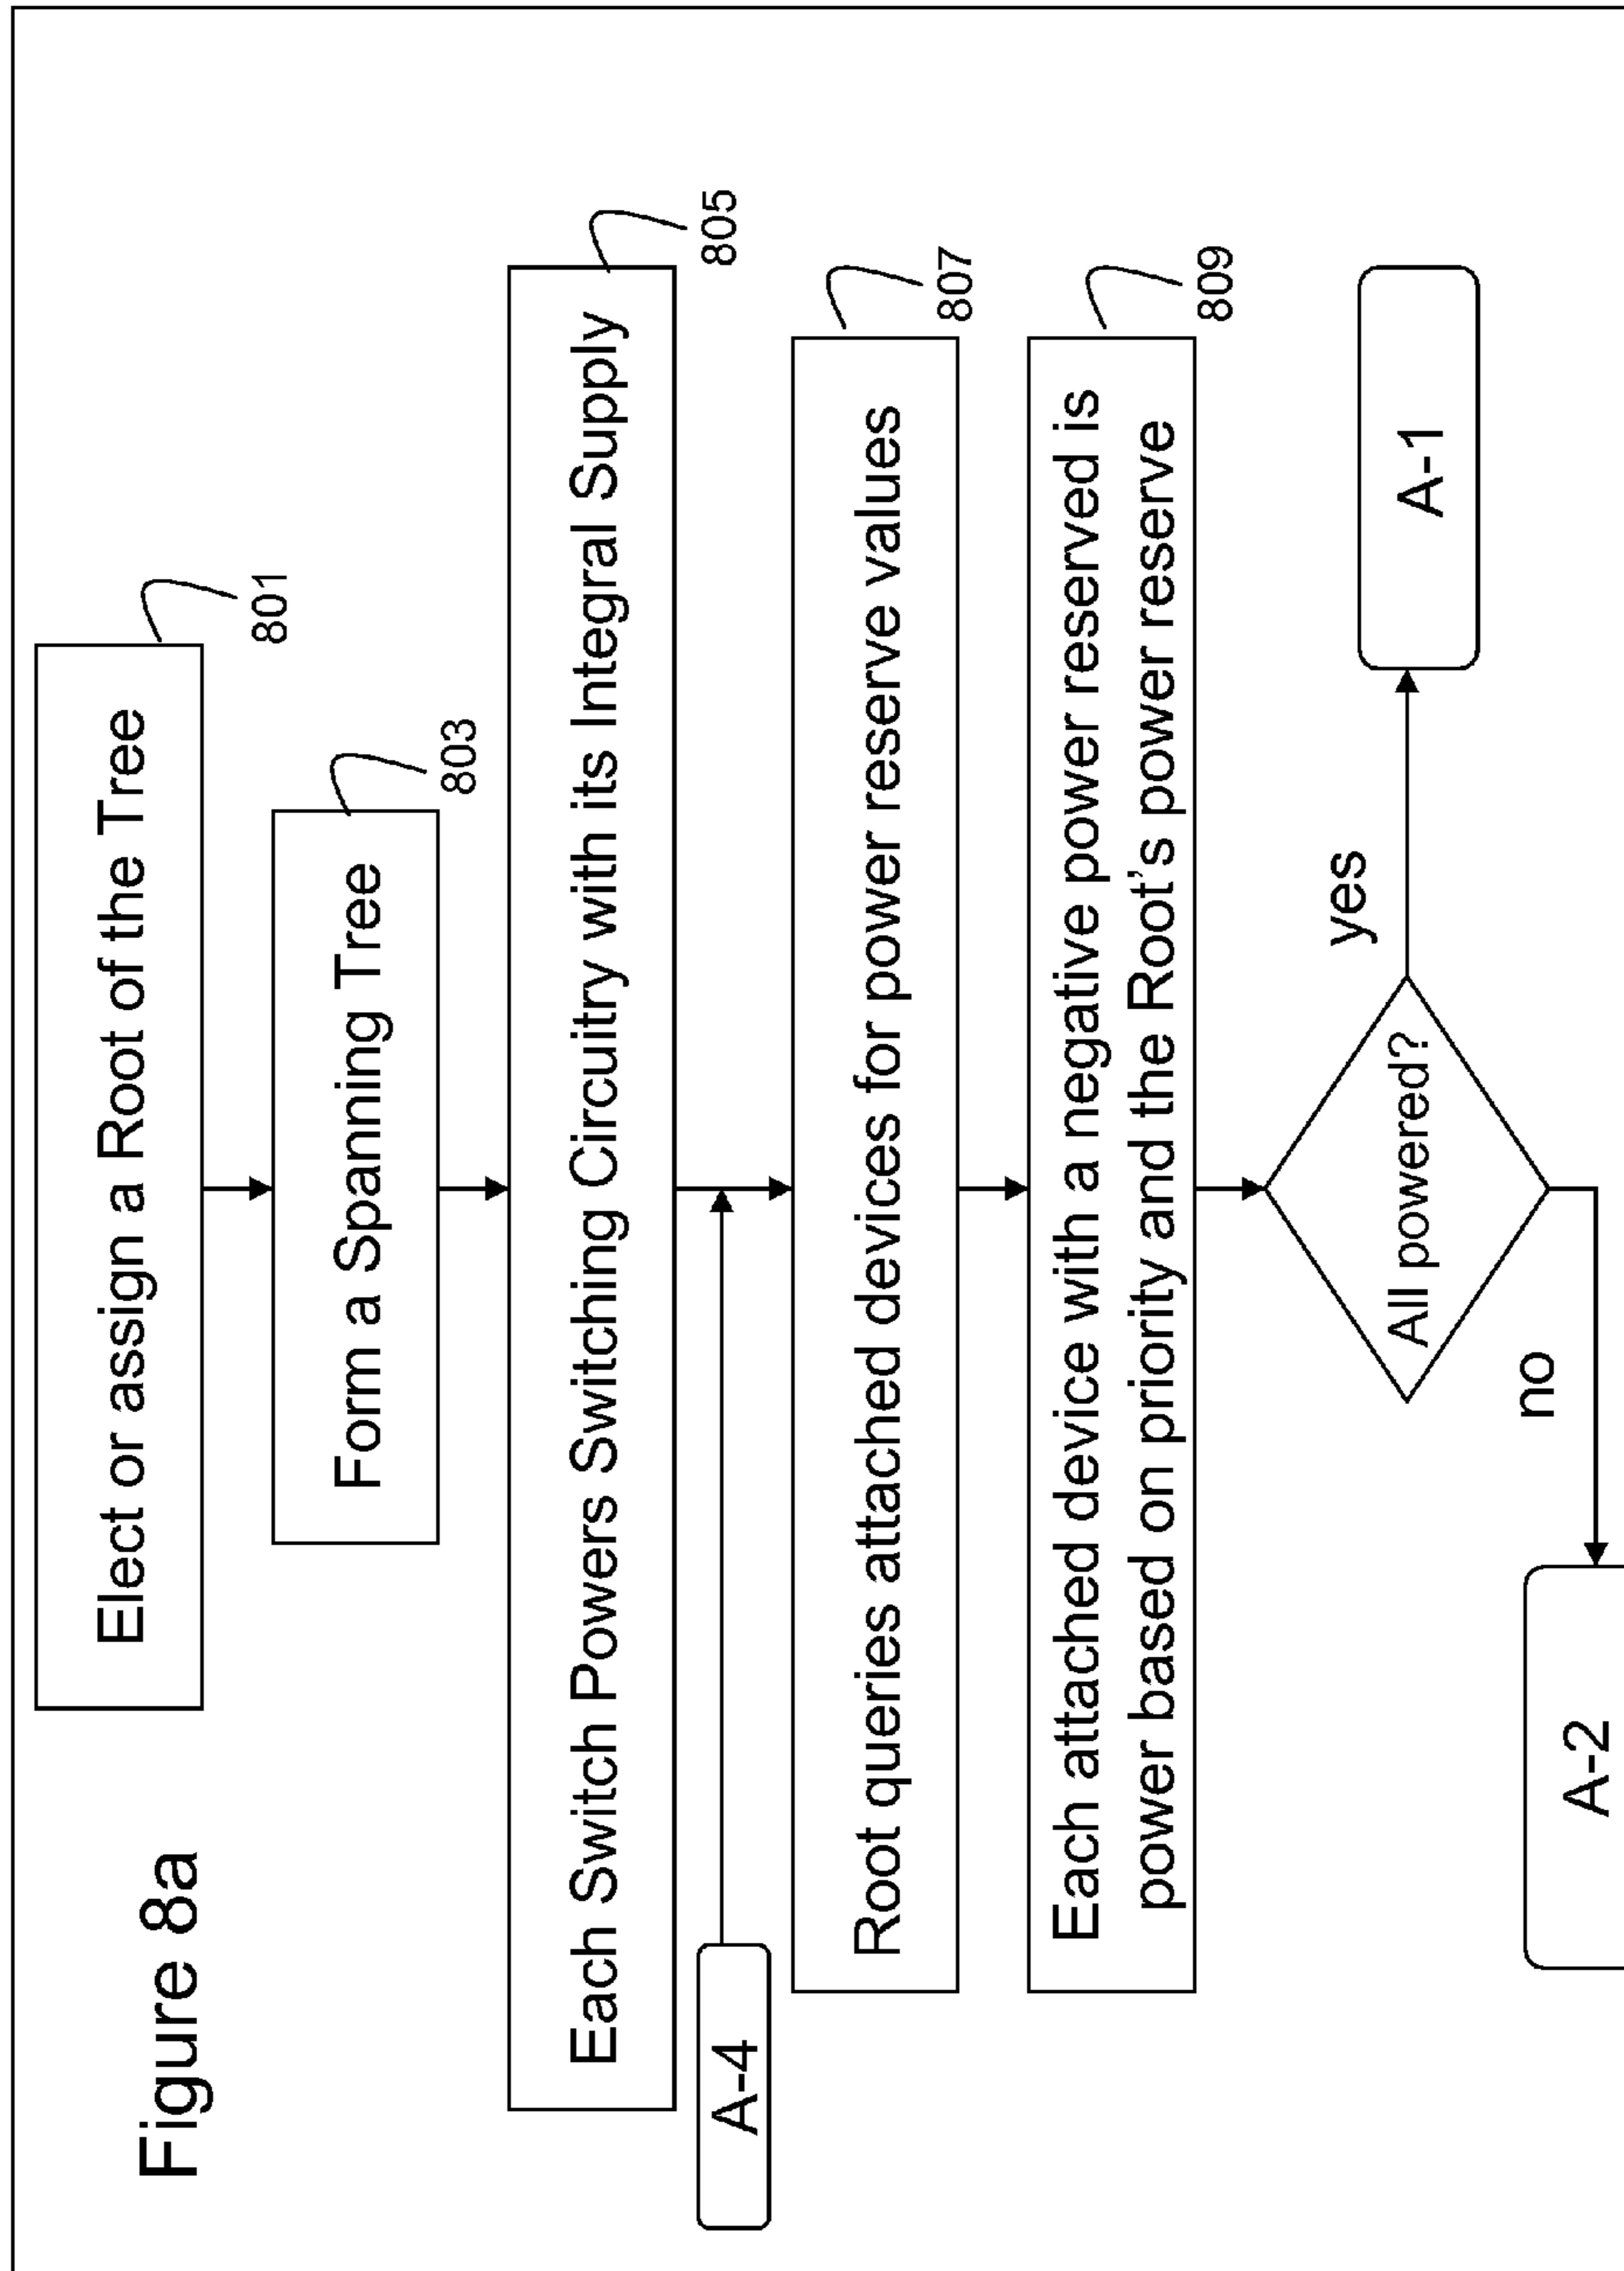 Figure 8a
Elect or assign a Root of the Tree
801
Form a Spanning Tree
803
Each Switch Powers Switching Circuitry with its Integral Supply
805
A-4
Root queries attached devices for power reserve values
807
Each attached device with a negative power reserved is
power based on priority and the Root's power reserve
809
All powered?
yes
A-1
no
A-2